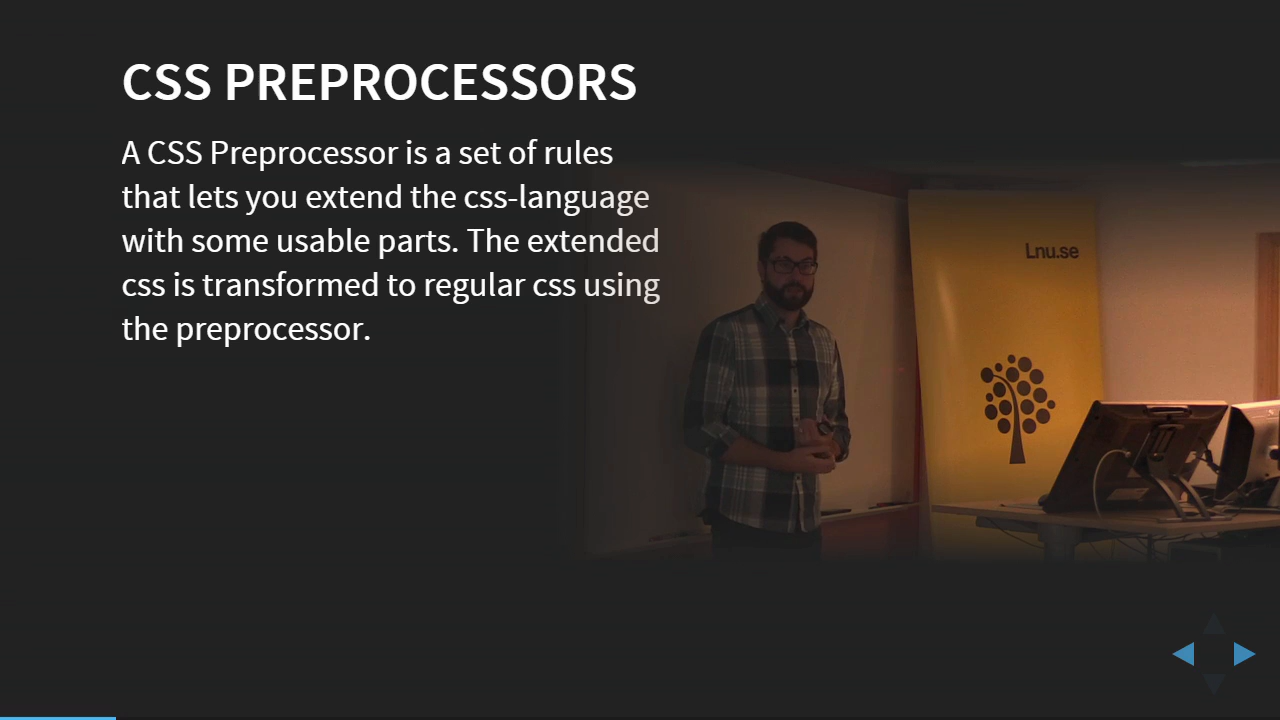 CSS PREPROCESSORS
A CSS Preprocessor is a set of rules
that lets you extend the css-language
with some usable parts. The extended
css is transformed to regular css using
the preprocessor.
Lnu.se